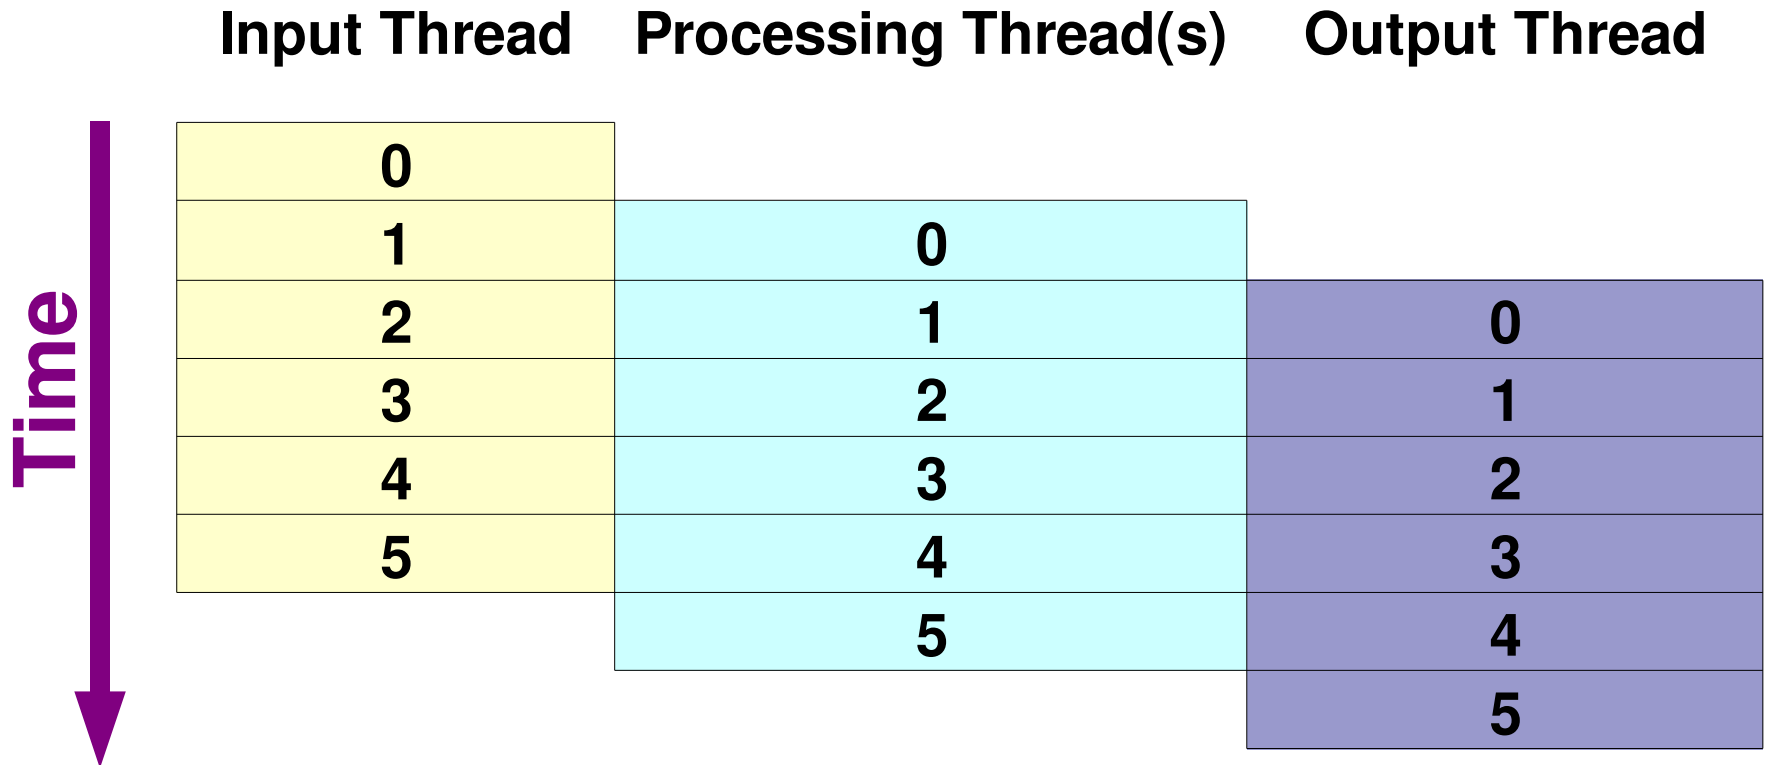 Input Thread Processing Thread(s) Output Thread
0
1 0
2 1 0
3 2 1
4 3 2
5 4 3
5 4
5
Time